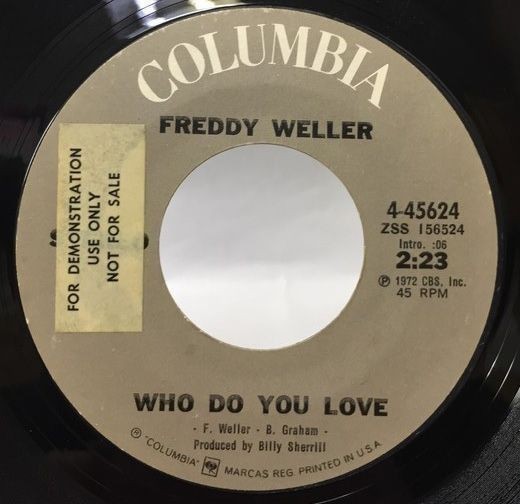 COLUMBIA
FREDDY WELLER
FOR DEMONSTRATION
USE ONLY
NOT FOR SALE
4-45624
ZSS 156524
Intro. :06
2:23
℗ 1972 CBS, Inc.
45 RPM
WHO DO YOU LOVE
- F. Weller - B. Graham -
Produced by Billy Sherrill
® "COLUMBIA" MARCAS REG. PRINTED IN U.S.A.